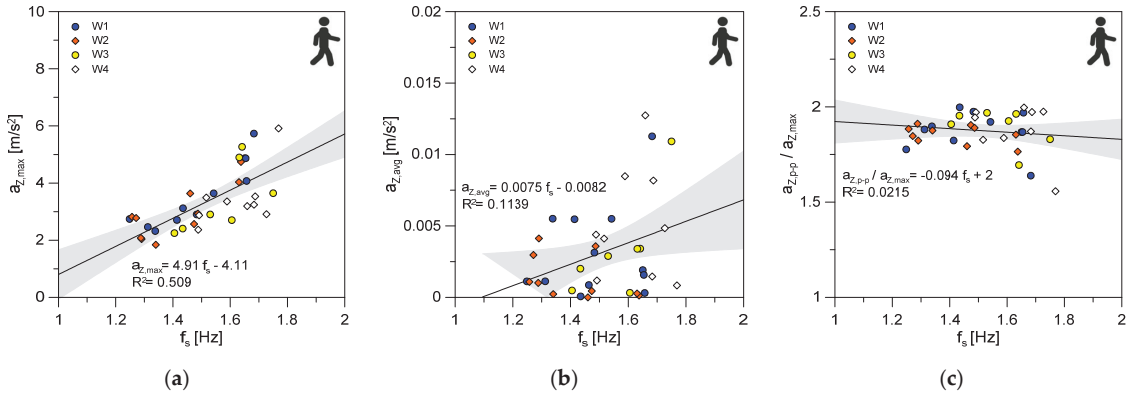 10
8
6
4
2
0
a_Z,max [m/s²]
W1
W2
W3
W4
a_Z,max= 4.91 f_s - 4.11
R²= 0.509
1 1.2 1.4 1.6 1.8 2
f_s [Hz]
(a)
0.02
0.015
0.01
0.005
0
a_Z,avg [m/s²]
W1
W2
W3
W4
a_Z,avg = 0.0075 f_s - 0.0082
R²= 0.1139
1 1.2 1.4 1.6 1.8 2
f_s [Hz]
(b)
2.5
2
1.5
1
a_Z,p-p / a_Z,max
W1
W2
W3
W4
a_Z,p-p / a_Z,max= -0.094 f_s + 2
R²= 0.0215
1 1.2 1.4 1.6 1.8 2
f_s [Hz]
(c)